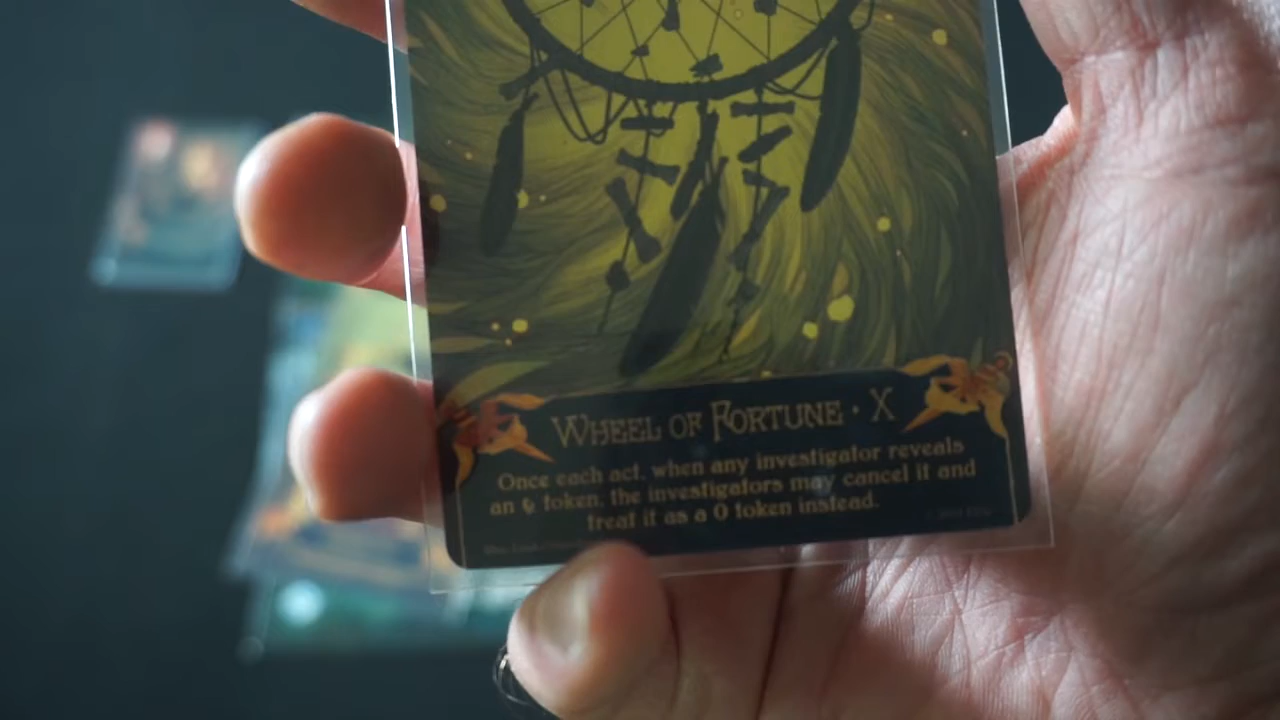 WHEEL OF FORTUNE · X
Once each act, when any investigator reveals
an token, the investigators may cancel it and
treat it as a 0 token instead.